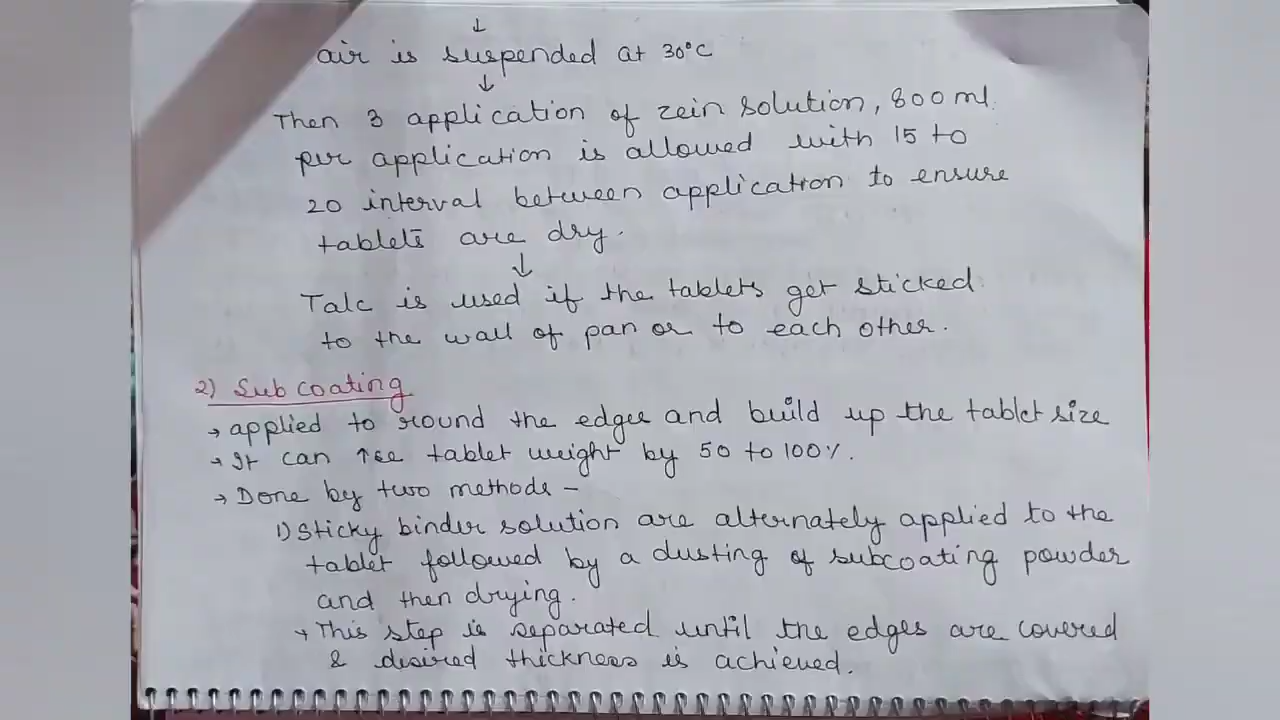 ↓
air is suspended at 30°C
↓
Then 3 application of zein solution, 800 ml
per application is allowed with 15 to
20 interval between application to ensure
tablets are dry.
↓
Talc is used if the tablets get sticked
to the wall of pan or to each other.
2) Sub coating
→ applied to round the edges and build up the tablet size
→ It can ↑se tablet weight by 50 to 100%.
→ Done by two methods -
1) Sticky binder solution are alternately applied to the
tablet followed by a dusting of subcoating powder
and then drying.
→ This step is separated until the edges are covered
& desired thickness is achieved.